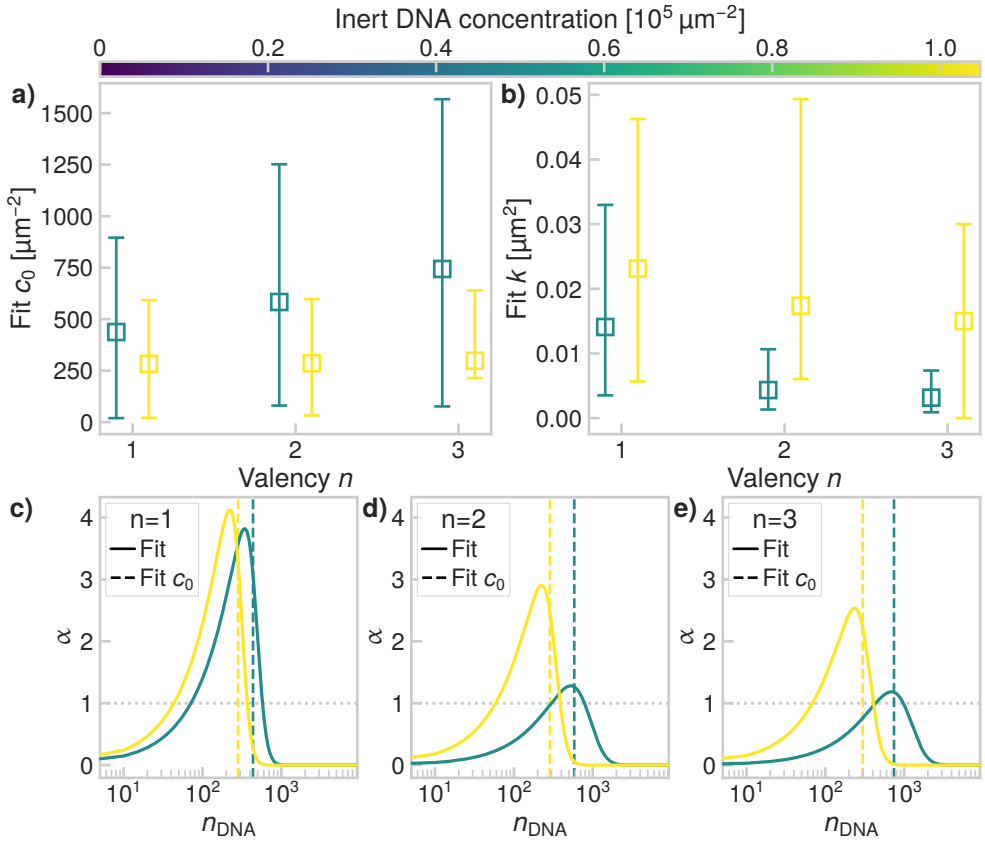 Inert DNA concentration [10⁵ μm⁻²]
0 0.2 0.4 0.6 0.8 1.0
a)
Fit c₀ [μm⁻²]
1500
1250
1000
750
500
250
0
1 2 3
Valency n
b)
Fit k [μm²]
0.05
0.04
0.03
0.02
0.01
0.00
1 2 3
Valency n
c)
n=1
Fit
Fit c₀
α
4
3
2
1
0
10¹ 10² 10³
n_DNA
d)
n=2
Fit
Fit c₀
α
4
3
2
1
0
10¹ 10² 10³
n_DNA
e)
n=3
Fit
Fit c₀
α
4
3
2
1
0
10¹ 10² 10³
n_DNA